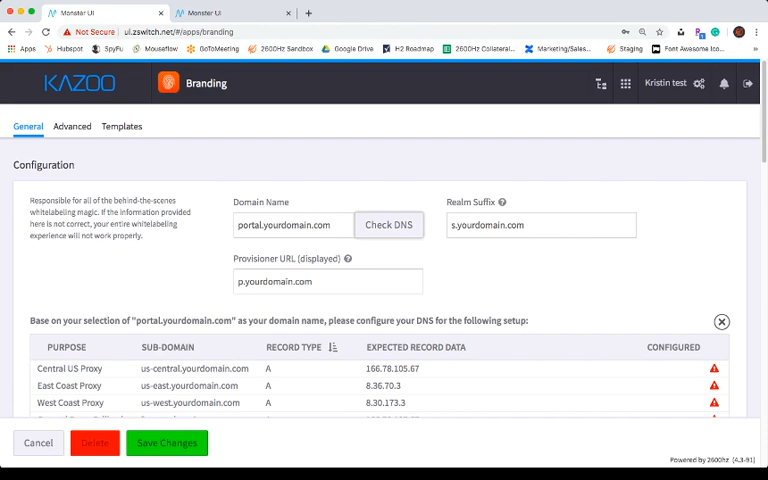 Monster UI
Monster UI
Not Secure
ui.zswitch.net/#/apps/branding
Apps
Hubspot
SpyFu
Mouseflow
GoToMeeting
2600Hz Sandbox
Google Drive
H2 Roadmap
2600Hz Collateral...
Marketing/Sales...
Staging
Font Awesome Ico...
KAZOO
Branding
Kristin test
General
Advanced
Templates
Configuration
Responsible for all of the behind-the-scenes
whitelabeling magic. If the information provided
here is not correct, your entire whitelabeling
experience will not work properly.
Domain Name
portal.yourdomain.com
Check DNS
Realm Suffix
s.yourdomain.com
Provisioner URL (displayed)
p.yourdomain.com
Base on your selection of "portal.yourdomain.com" as your domain name, please configure your DNS for the following setup:
PURPOSE SUB-DOMAIN RECORD TYPE EXPECTED RECORD DATA CONFIGURED
Central US Proxy us-central.yourdomain.com A 166.78.105.67
East Coast Proxy us-east.yourdomain.com A 8.36.70.3
West Coast Proxy us-west.yourdomain.com A 8.30.173.3
Cancel
Delete
Save Changes
Powered by 2600hz (4.3-91)